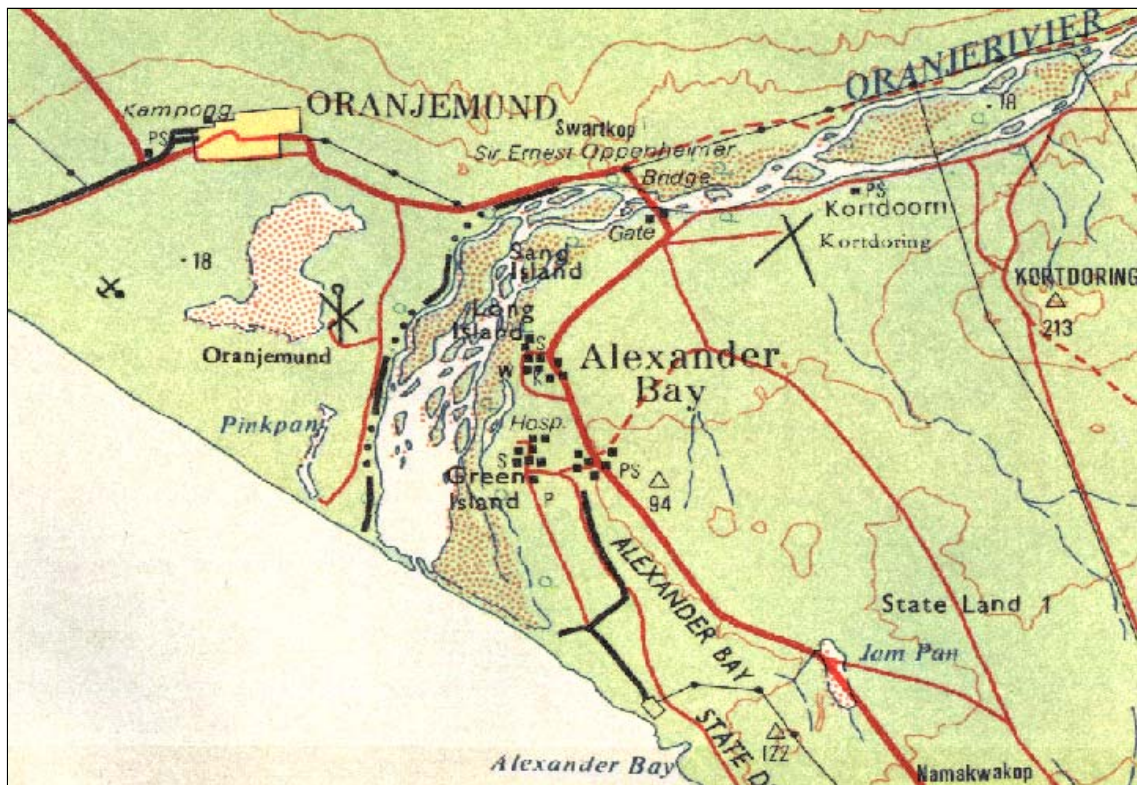 ORANJERIVIER
Kampong
ORANJEMUND
PS
18
Swartkop
Sir Ernest Oppenheimer
Bridge
PS
Kortdoorn
Kortdoring
Gate
18
Sand
Island
KORTDORING
213
Long
Island
Oranjemund
S
W
K
Alexander
Bay
Pinkpan
Hosp.
S
PS
Green
Island
P
94
ALEXANDER BAY
State Land 1
Jam Pan
STATE D
122
Alexander Bay
Namakwakop